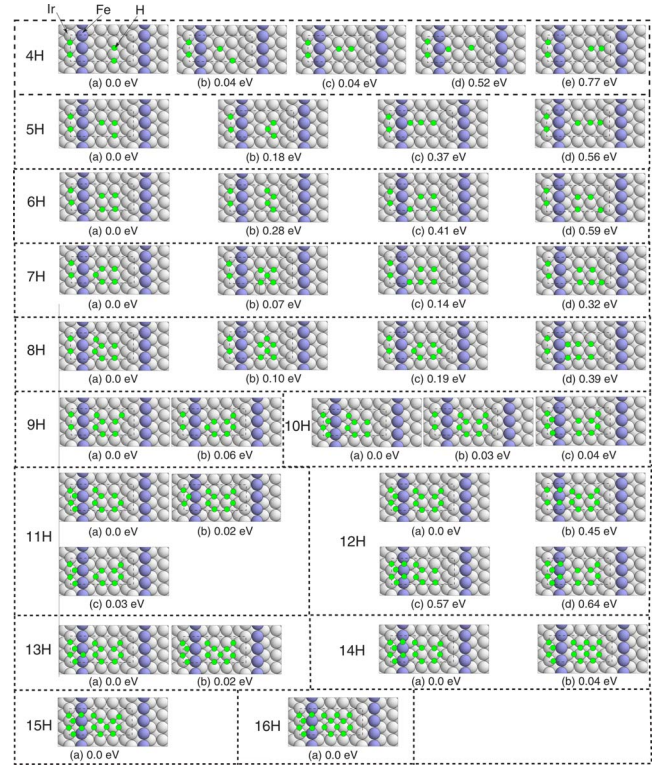 Ir Fe H
4H
(a) 0.0 eV (b) 0.04 eV (c) 0.04 eV (d) 0.52 eV (e) 0.77 eV
5H
(a) 0.0 eV (b) 0.18 eV (c) 0.37 eV (d) 0.56 eV
6H
(a) 0.0 eV (b) 0.28 eV (c) 0.41 eV (d) 0.59 eV
7H
(a) 0.0 eV (b) 0.07 eV (c) 0.14 eV (d) 0.32 eV
8H
(a) 0.0 eV (b) 0.10 eV (c) 0.19 eV (d) 0.39 eV
9H
(a) 0.0 eV (b) 0.06 eV
10H
(a) 0.0 eV (b) 0.03 eV (c) 0.04 eV
11H
(a) 0.0 eV (b) 0.02 eV
(c) 0.03 eV
12H
(a) 0.0 eV (b) 0.45 eV
(c) 0.57 eV (d) 0.64 eV
13H
(a) 0.0 eV (b) 0.02 eV
14H
(a) 0.0 eV (b) 0.04 eV
15H
(a) 0.0 eV
16H
(a) 0.0 eV